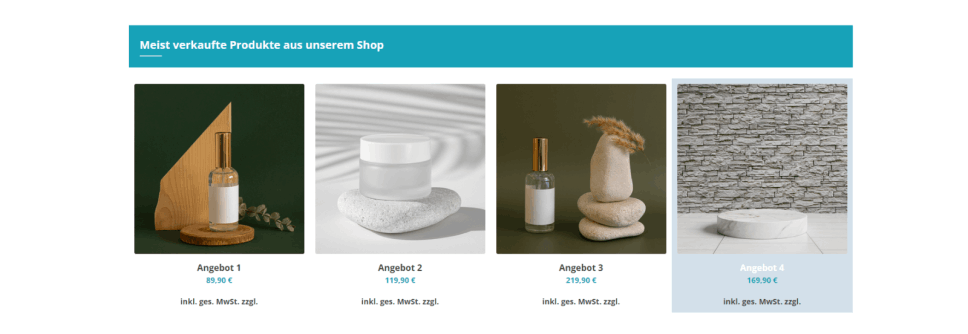 Meist verkaufte Produkte aus unserem Shop
Angebot 1
89,90 €
inkl. ges. MwSt. zzgl.
Angebot 2
119,90 €
inkl. ges. MwSt. zzgl.
Angebot 3
219,90 €
inkl. ges. MwSt. zzgl.
Angebot 4
169,90 €
inkl. ges. MwSt. zzgl.